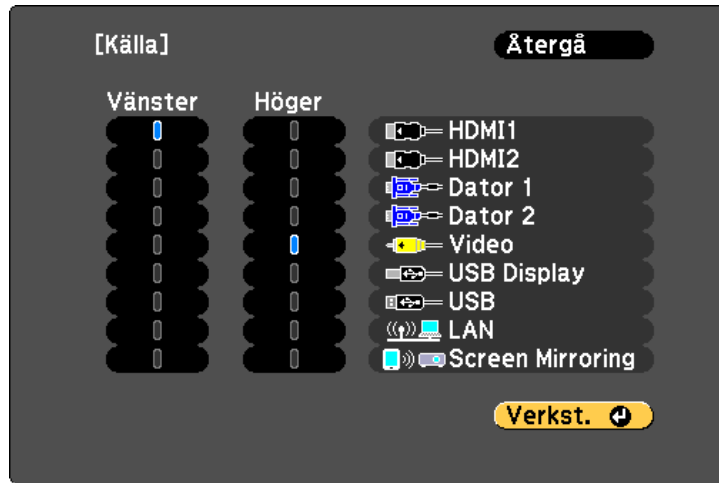 [Källa] Återgå
Vänster Höger
HDMI1
HDMI2
Dator 1
Dator 2
Video
USB Display
USB
LAN
Screen Mirroring
Verkst.